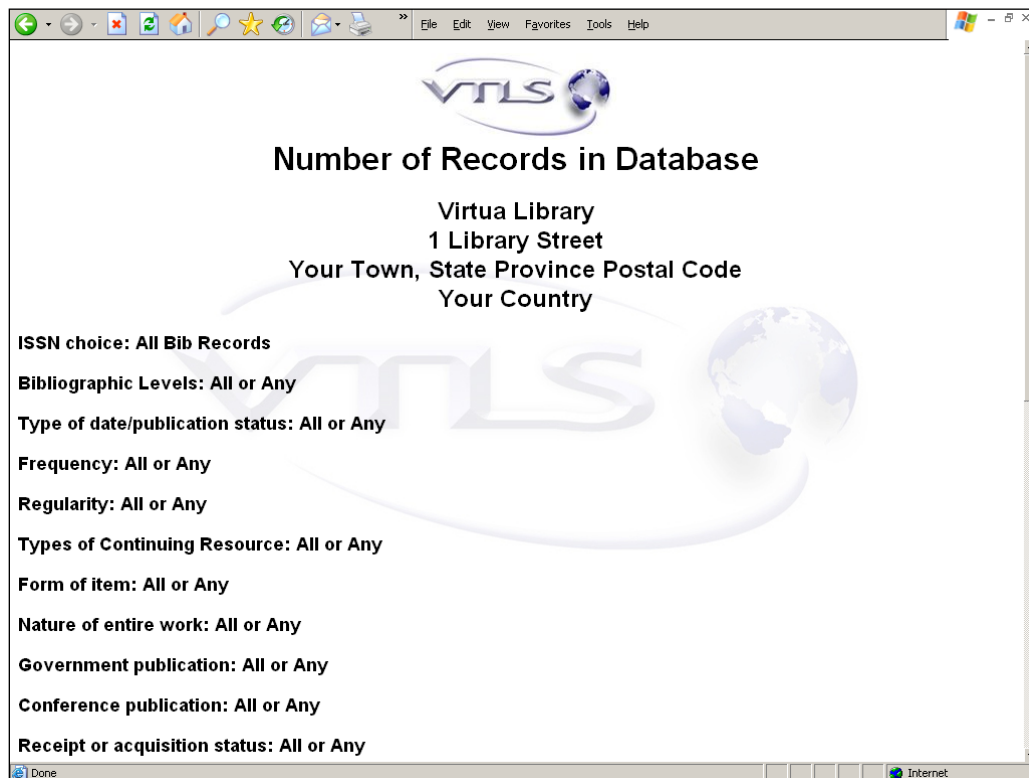 » File Edit View Favorites Tools Help
VTLS
Number of Records in Database
Virtua Library
1 Library Street
Your Town, State Province Postal Code
Your Country
VTLS
ISSN choice: All Bib Records
Bibliographic Levels: All or Any
Type of date/publication status: All or Any
Frequency: All or Any
Regularity: All or Any
Types of Continuing Resource: All or Any
Form of item: All or Any
Nature of entire work: All or Any
Government publication: All or Any
Conference publication: All or Any
Receipt or acquisition status: All or Any
Done Internet